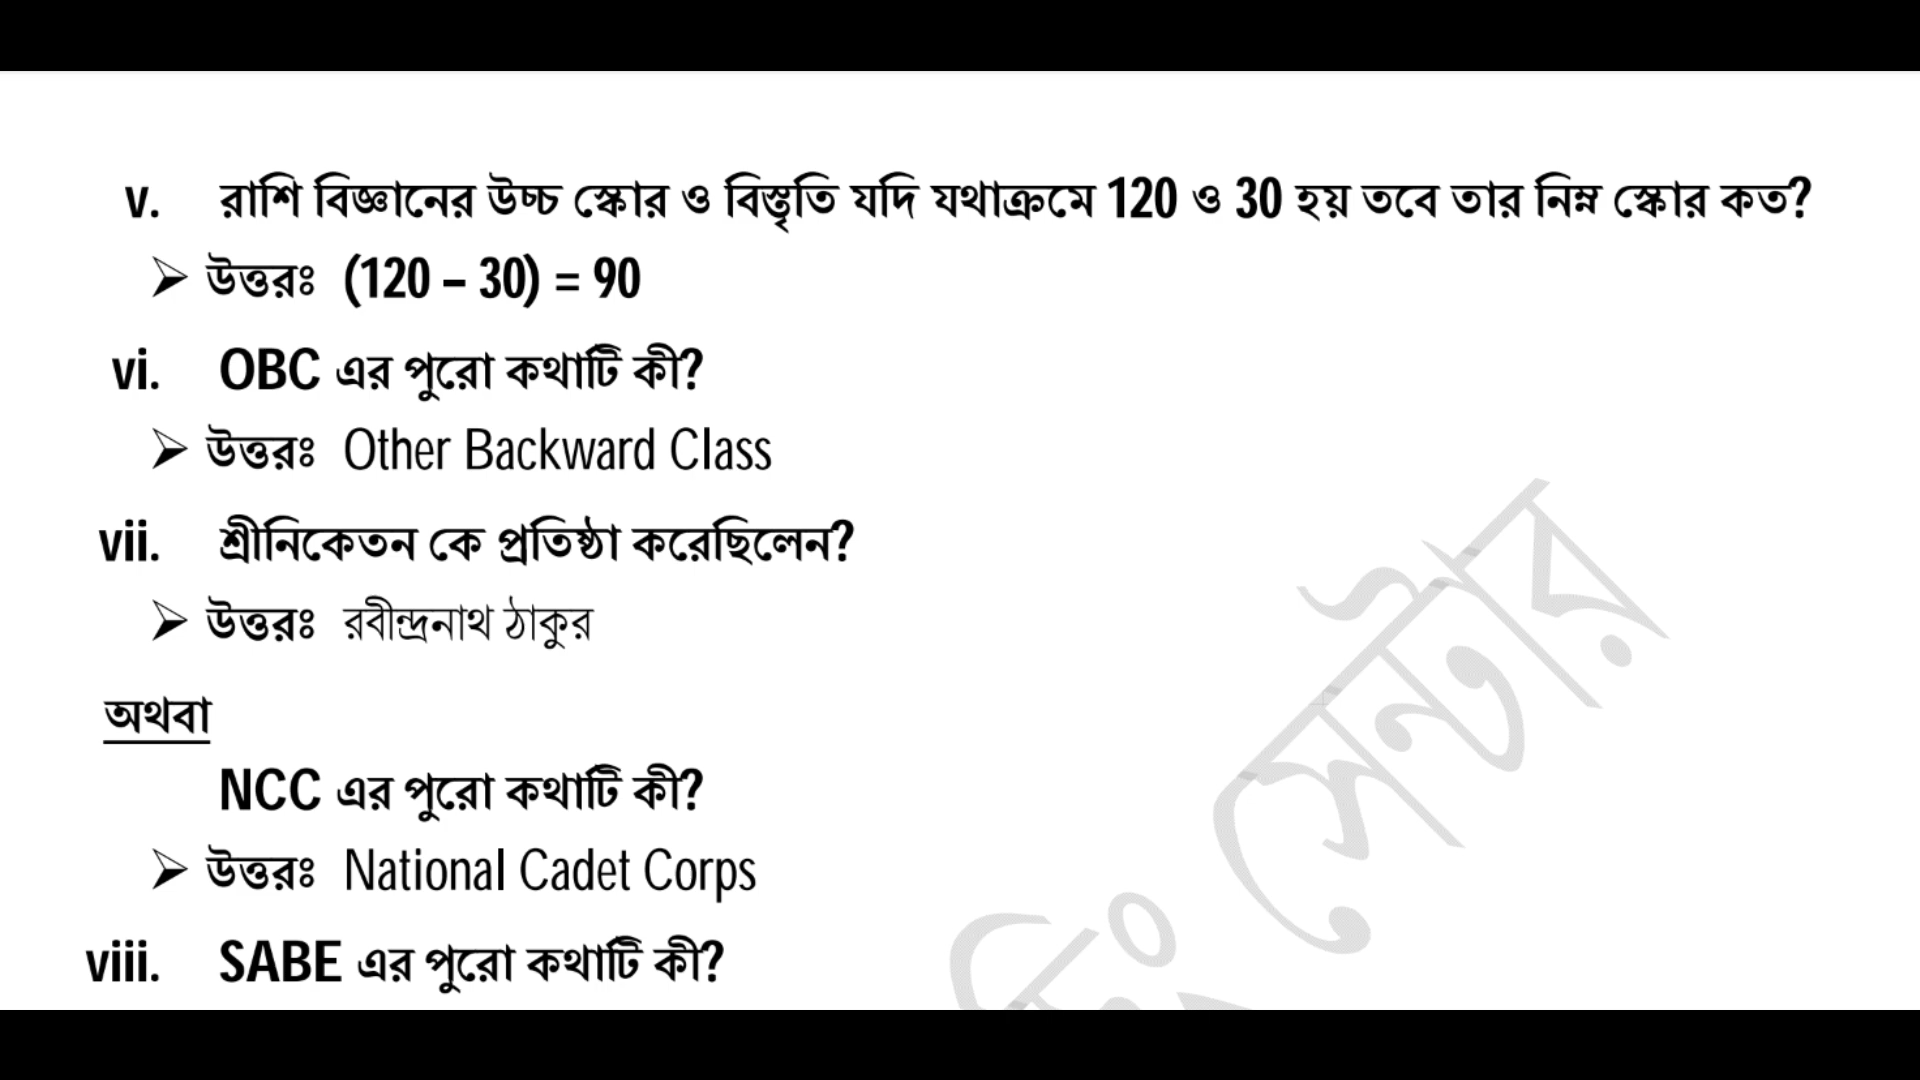 v. রাশি বিজ্ঞানের উচ্চ স্কোর ও বিস্তৃতি যদি যথাক্রমে 120 ও 30 হয় তবে তার নিম্ন স্কোর কত?
➢ উত্তরঃ (120 – 30) = 90
vi. OBC এর পুরো কথাটি কী?
➢ উত্তরঃ Other Backward Class
vii. শ্রীনিকেতন কে প্রতিষ্ঠা করেছিলেন?
➢ উত্তরঃ রবীন্দ্রনাথ ঠাকুর
অথবা
NCC এর পুরো কথাটি কী?
➢ উত্তরঃ National Cadet Corps
viii. SABE এর পুরো কথাটি কী?
সেন্টার